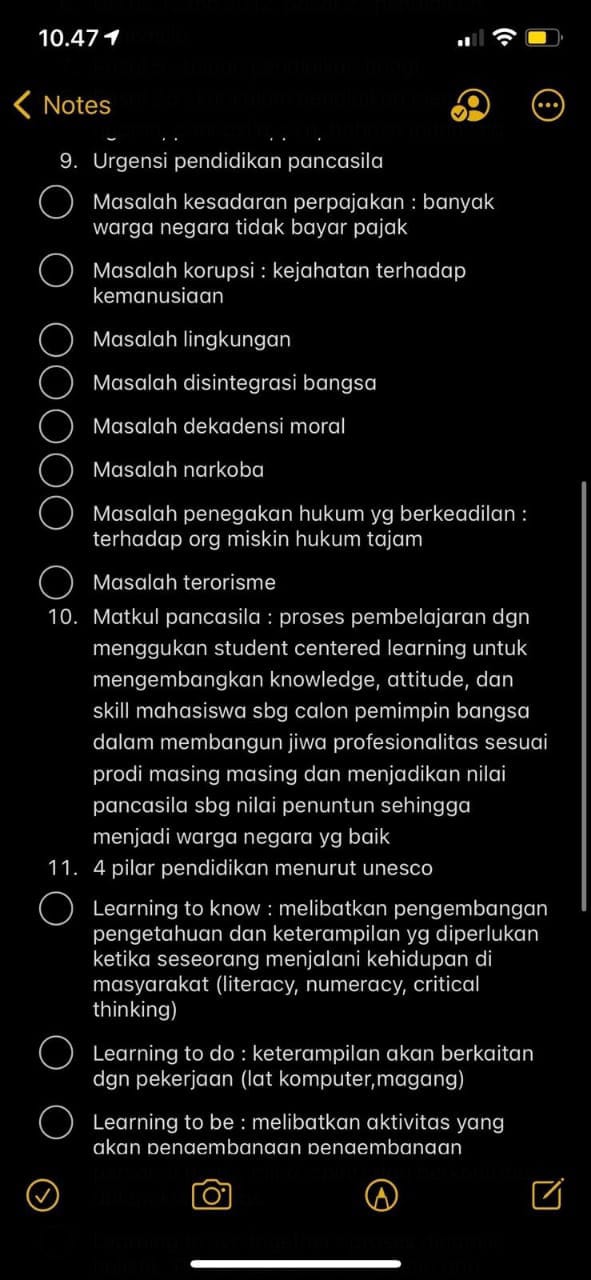 10.47
Notes
9. Urgensi pendidikan pancasila
Masalah kesadaran perpajakan : banyak
warga negara tidak bayar pajak
Masalah korupsi : kejahatan terhadap
kemanusiaan
Masalah lingkungan
Masalah disintegrasi bangsa
Masalah dekadensi moral
Masalah narkoba
Masalah penegakan hukum yg berkeadilan :
terhadap org miskin hukum tajam
Masalah terorisme
10. Matkul pancasila : proses pembelajaran dgn
menggukan student centered learning untuk
mengembangkan knowledge, attitude, dan
skill mahasiswa sbg calon pemimpin bangsa
dalam membangun jiwa profesionalitas sesuai
prodi masing masing dan menjadikan nilai
pancasila sbg nilai penuntun sehingga
menjadi warga negara yg baik
11. 4 pilar pendidikan menurut unesco
Learning to know : melibatkan pengembangan
pengetahuan dan keterampilan yg diperlukan
ketika seseorang menjalani kehidupan di
masyarakat (literacy, numeracy, critical
thinking)
Learning to do : keterampilan akan berkaitan
dgn pekerjaan (lat komputer,magang)
Learning to be : melibatkan aktivitas yang
akan pengembangan pengembangan